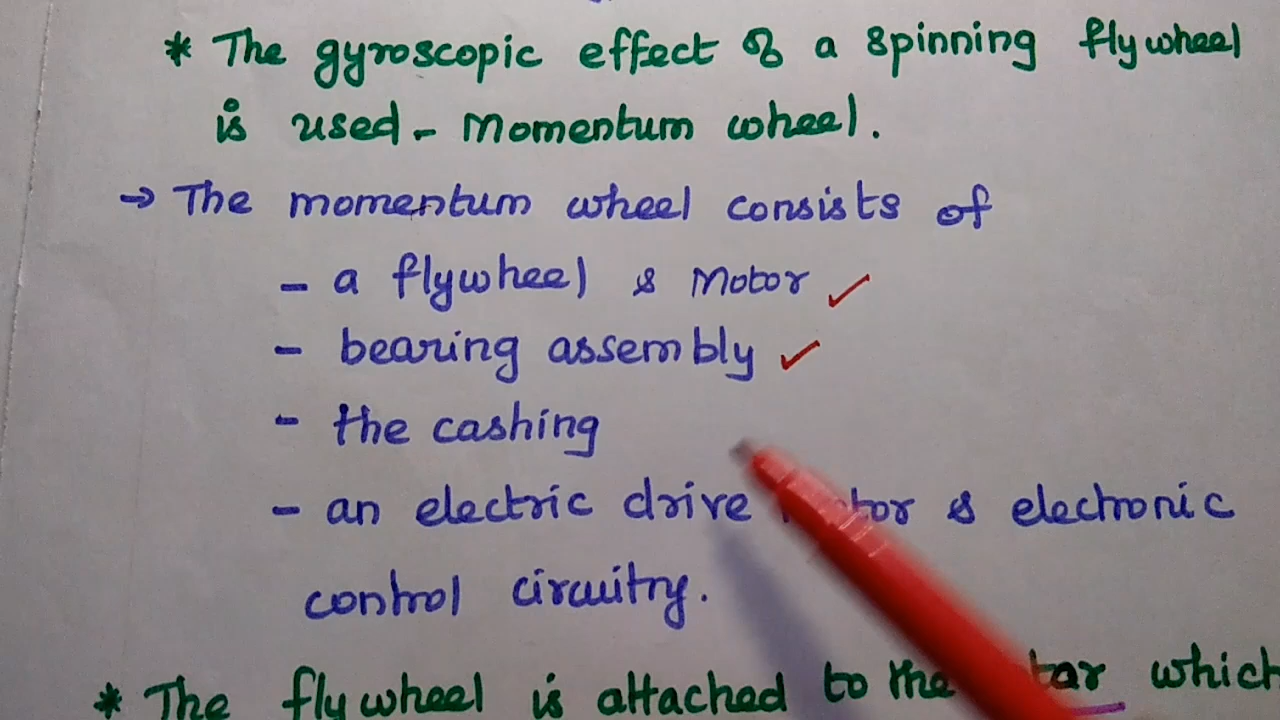 * The gyroscopic effect of a spinning flywheel
is used - Momentum wheel.
→ The momentum wheel consists of
- a flywheel & Motor ✓
- bearing assembly ✓
- the cashing
- an electric drive & electronic
control circuitry.
* The flywheel is attached to the which